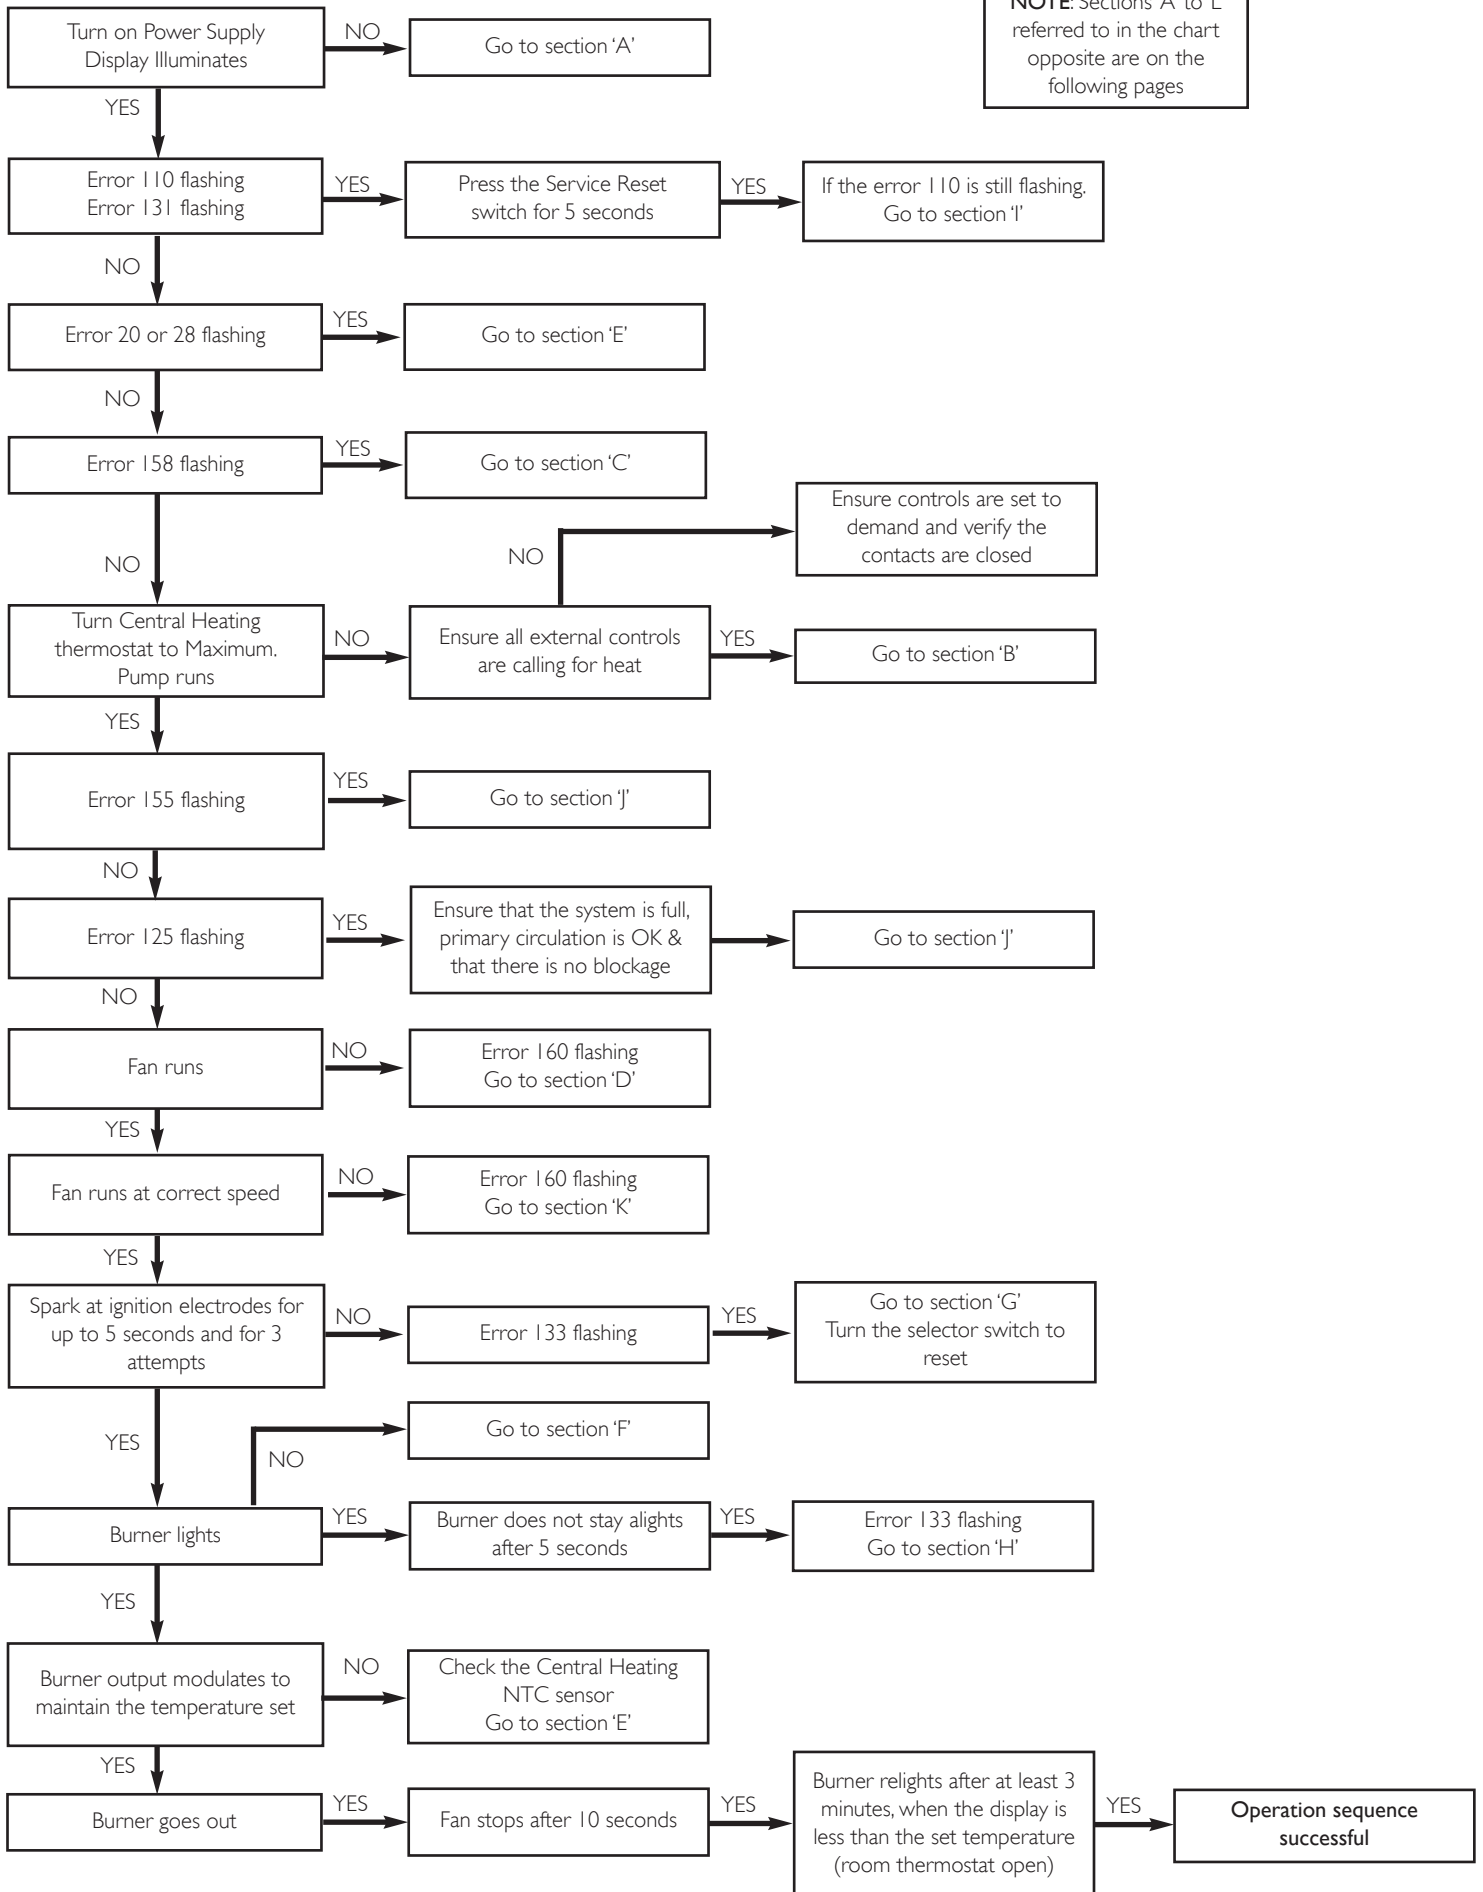 NOTE: Sections 'A' to 'L'
referred to in the chart
opposite are on the
following pages
Turn on Power Supply
Display Illuminates
NO
Go to section 'A'
YES
Error 110 flashing
Error 131 flashing
YES
Press the Service Reset
switch for 5 seconds
YES
If the error 110 is still flashing.
Go to section 'I'
NO
Error 20 or 28 flashing
YES
Go to section 'E'
NO
Error 158 flashing
YES
Go to section 'C'
NO
Turn Central Heating
thermostat to Maximum.
Pump runs
NO
Ensure all external controls
are calling for heat
NO
Ensure controls are set to
demand and verify the
contacts are closed
YES
Go to section 'B'
YES
Error 155 flashing
YES
Go to section 'J'
NO
Error 125 flashing
YES
Ensure that the system is full,
primary circulation is OK &
that there is no blockage
Go to section 'J'
NO
Fan runs
NO
Error 160 flashing
Go to section 'D'
YES
Fan runs at correct speed
NO
Error 160 flashing
Go to section 'K'
YES
Spark at ignition electrodes for
up to 5 seconds and for 3
attempts
NO
Error 133 flashing
YES
Go to section 'G'
Turn the selector switch to
reset
YES
NO
Go to section 'F'
Burner lights
YES
Burner does not stay alights
after 5 seconds
YES
Error 133 flashing
Go to section 'H'
YES
Burner output modulates to
maintain the temperature set
NO
Check the Central Heating
NTC sensor
Go to section 'E'
YES
Burner goes out
YES
Fan stops after 10 seconds
YES
Burner relights after at least 3
minutes, when the display is
less than the set temperature
(room thermostat open)
YES
Operation sequence
successful